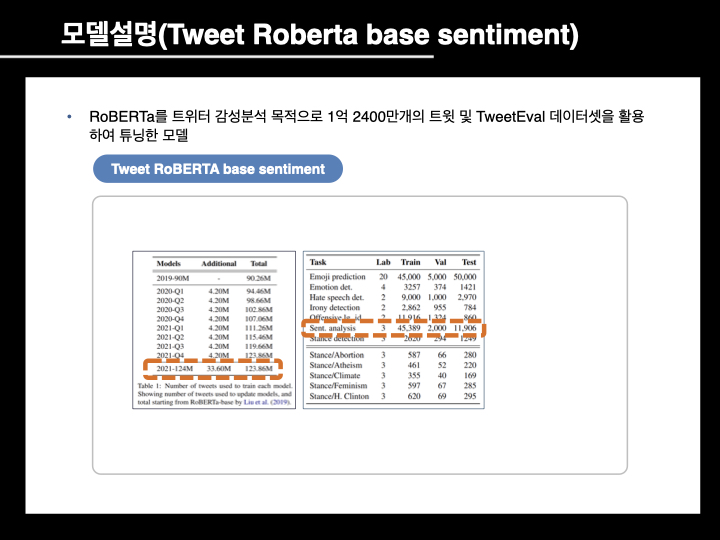 모델설명(Tweet Roberta base sentiment)
• RoBERTa를 트위터 감성분석 목적으로 1억 2400만개의 트윗 및 TweetEval 데이터셋을 활용
하여 튜닝한 모델
Tweet RoBERTA base sentiment
Models Additional Total
2019-90M - 90.26M
2020-Q1 4.20M 94.46M
2020-Q2 4.20M 98.66M
2020-Q3 4.20M 102.86M
2020-Q4 4.20M 107.06M
2021-Q1 4.20M 111.26M
2021-Q2 4.20M 115.46M
2021-Q3 4.20M 119.66M
2021-Q4 4.20M 123.86M
2021-124M 33.60M 123.86M
Table 1: Number of tweets used to train each model.
Showing number of tweets used to update models, and
total starting from RoBERTa-base by Liu et al. (2019).
Task Lab Train Val Test
Emoji prediction 20 45,000 5,000 50,000
Emotion det. 4 3257 374 1421
Hate speech det. 2 9,000 1,000 2,970
Irony detection 2 2,862 955 784
Offensive lg. id. 2 11,916 1,324 860
Sent. analysis 3 45,389 2,000 11,906
Stance detection 3 2620 294 1249
Stance/Abortion 3 587 66 280
Stance/Atheism 3 461 52 220
Stance/Climate 3 355 40 169
Stance/Feminism 3 597 67 285
Stance/H. Clinton 3 620 69 295